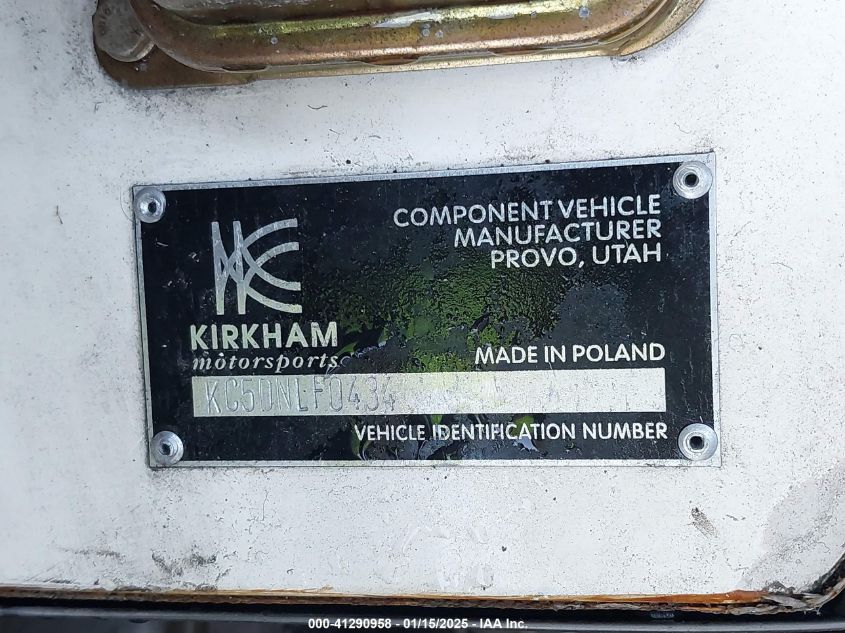 COMPONENT VEHICLE
MANUFACTURER
PROVO, UTAH
KIRKHAM
motorsports
MADE IN POLAND
KC50NLF0434
VEHICLE IDENTIFICATION NUMBER
000-41290958 - 01/15/2025 - IAA Inc.